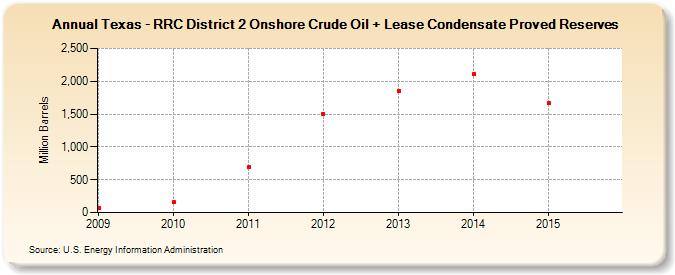 Annual Texas - RRC District 2 Onshore Crude Oil + Lease Condensate Proved Reserves
Million Barrels
2,500
2,000
1,500
1,000
500
0
2009 2010 2011 2012 2013 2014 2015
Source: U.S. Energy Information Administration